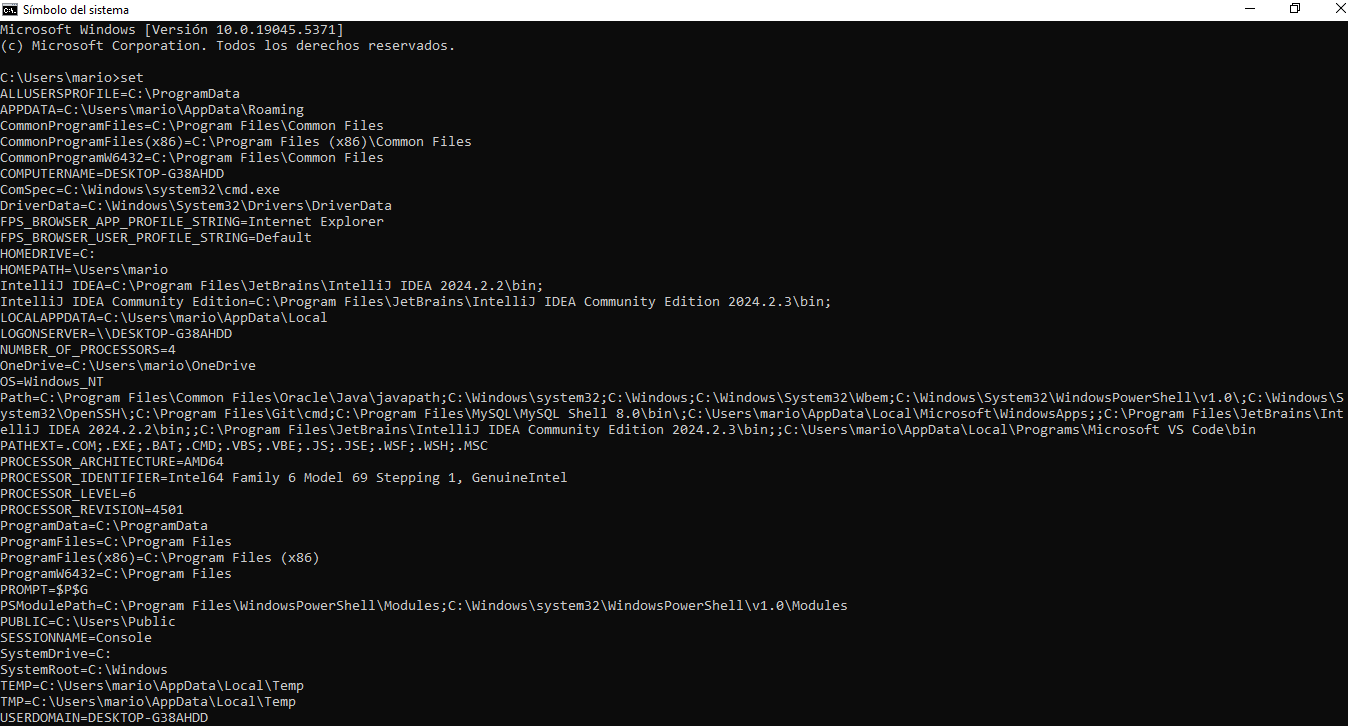 Símbolo del sistema
Microsoft Windows [Versión 10.0.19045.5371]
(c) Microsoft Corporation. Todos los derechos reservados.
C:\Users\mario>set
ALLUSERSPROFILE=C:\ProgramData
APPDATA=C:\Users\mario\AppData\Roaming
CommonProgramFiles=C:\Program Files\Common Files
CommonProgramFiles(x86)=C:\Program Files (x86)\Common Files
CommonProgramW6432=C:\Program Files\Common Files
COMPUTERNAME=DESKTOP-G38AHDD
ComSpec=C:\Windows\system32\cmd.exe
DriverData=C:\Windows\System32\Drivers\DriverData
FPS_BROWSER_APP_PROFILE_STRING=Internet Explorer
FPS_BROWSER_USER_PROFILE_STRING=Default
HOMEDRIVE=C:
HOMEPATH=\Users\mario
IntelliJ IDEA=C:\Program Files\JetBrains\IntelliJ IDEA 2024.2.2\bin;
IntelliJ IDEA Community Edition=C:\Program Files\JetBrains\IntelliJ IDEA Community Edition 2024.2.3\bin;
LOCALAPPDATA=C:\Users\mario\AppData\Local
LOGONSERVER=\\DESKTOP-G38AHDD
NUMBER_OF_PROCESSORS=4
OneDrive=C:\Users\mario\OneDrive
OS=Windows_NT
Path=C:\Program Files\Common Files\Oracle\Java\javapath;C:\Windows\system32;C:\Windows;C:\Windows\System32\Wbem;C:\Windows\System32\WindowsPowerShell\v1.0\;C:\Windows\S
ystem32\OpenSSH\;C:\Program Files\Git\cmd;C:\Program Files\MySQL\MySQL Shell 8.0\bin\;C:\Users\mario\AppData\Local\Microsoft\WindowsApps;;C:\Program Files\JetBrains\Int
elliJ IDEA 2024.2.2\bin;;C:\Program Files\JetBrains\IntelliJ IDEA Community Edition 2024.2.3\bin;;C:\Users\mario\AppData\Local\Programs\Microsoft VS Code\bin
PATHEXT=.COM;.EXE;.BAT;.CMD;.VBS;.VBE;.JS;.JSE;.WSF;.WSH;.MSC
PROCESSOR_ARCHITECTURE=AMD64
PROCESSOR_IDENTIFIER=Intel64 Family 6 Model 69 Stepping 1, GenuineIntel
PROCESSOR_LEVEL=6
PROCESSOR_REVISION=4501
ProgramData=C:\ProgramData
ProgramFiles=C:\Program Files
ProgramFiles(x86)=C:\Program Files (x86)
ProgramW6432=C:\Program Files
PROMPT=$P$G
PSModulePath=C:\Program Files\WindowsPowerShell\Modules;C:\Windows\system32\WindowsPowerShell\v1.0\Modules
PUBLIC=C:\Users\Public
SESSIONNAME=Console
SystemDrive=C:
SystemRoot=C:\Windows
TEMP=C:\Users\mario\AppData\Local\Temp
TMP=C:\Users\mario\AppData\Local\Temp
USERDOMAIN=DESKTOP-G38AHDD